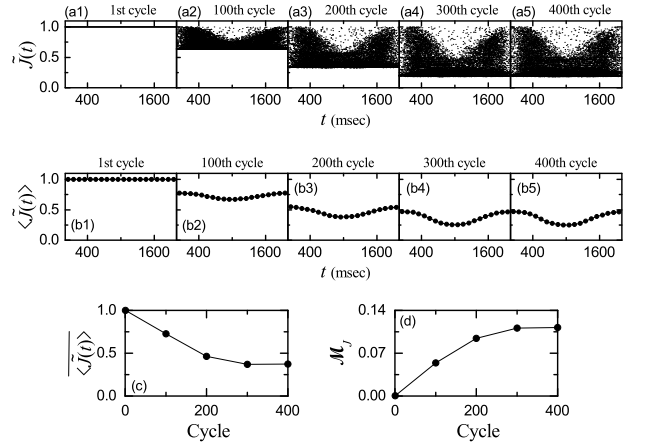 (a1) 1st cycle (a2) 100th cycle (a3) 200th cycle (a4) 300th cycle (a5) 400th cycle
1.0
0.5
0.0
J̃(t)
400 1600 400 1600 400 1600 400 1600 400 1600
t (msec)
1st cycle 100th cycle 200th cycle 300th cycle 400th cycle
1.0
0.5
0.0
⟨J̃(t)⟩
(b1) (b2) (b3) (b4) (b5)
400 1600 400 1600 400 1600 400 1600 400 1600
t (msec)
1.0
0.5
0.0
⟨J̃(t)⟩
(c)
0 200 400
Cycle
0.14
0.07
0.00
ℳJ
(d)
0 200 400
Cycle